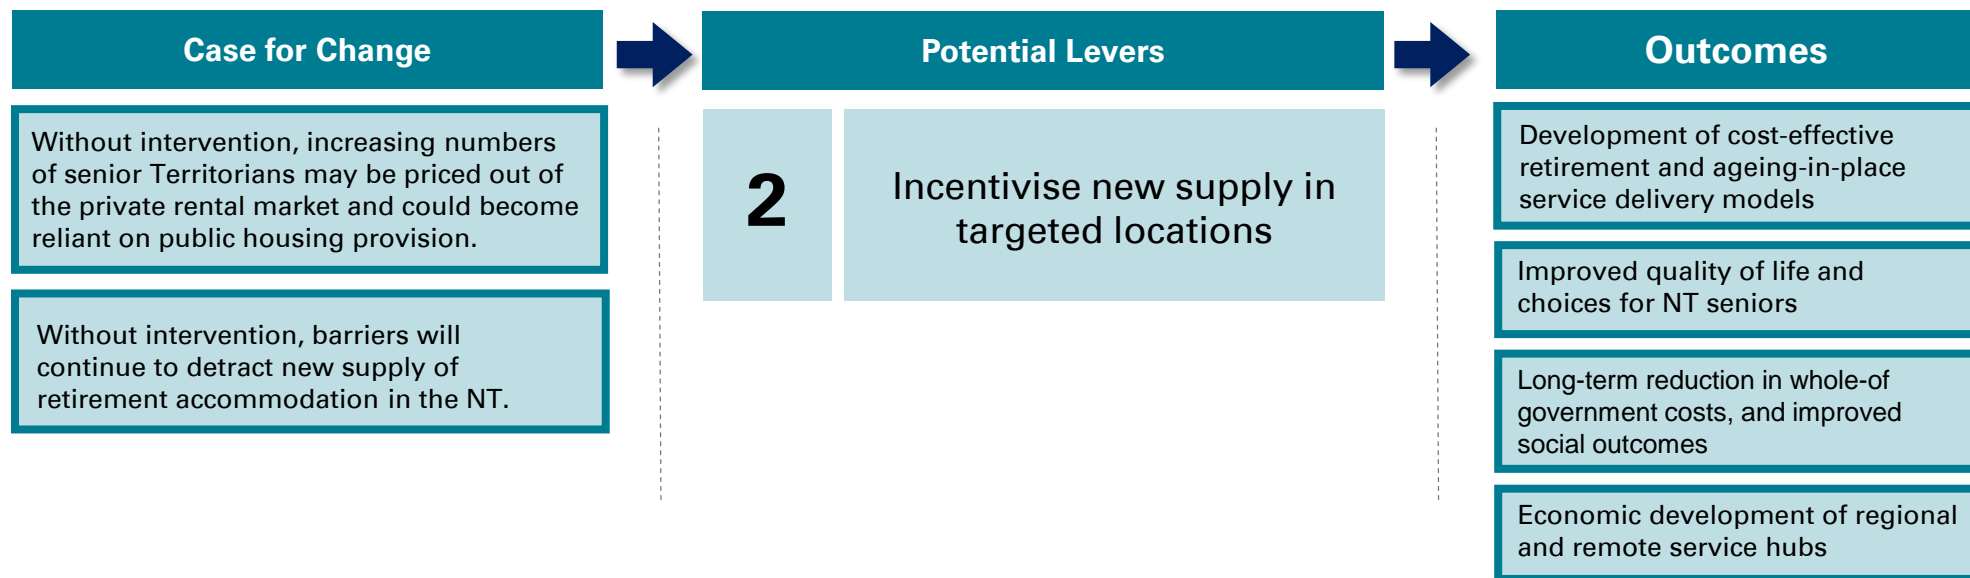 Case for Change
Without intervention, increasing numbers
of senior Territorians may be priced out of
the private rental market and could become
reliant on public housing provision.
Without intervention, barriers will
continue to detract new supply of
retirement accommodation in the NT.
Potential Levers
2
Incentivise new supply in
targeted locations
Outcomes
Development of cost-effective
retirement and ageing-in-place
service delivery models
Improved quality of life and
choices for NT seniors
Long-term reduction in whole-of
government costs, and improved
social outcomes
Economic development of regional
and remote service hubs